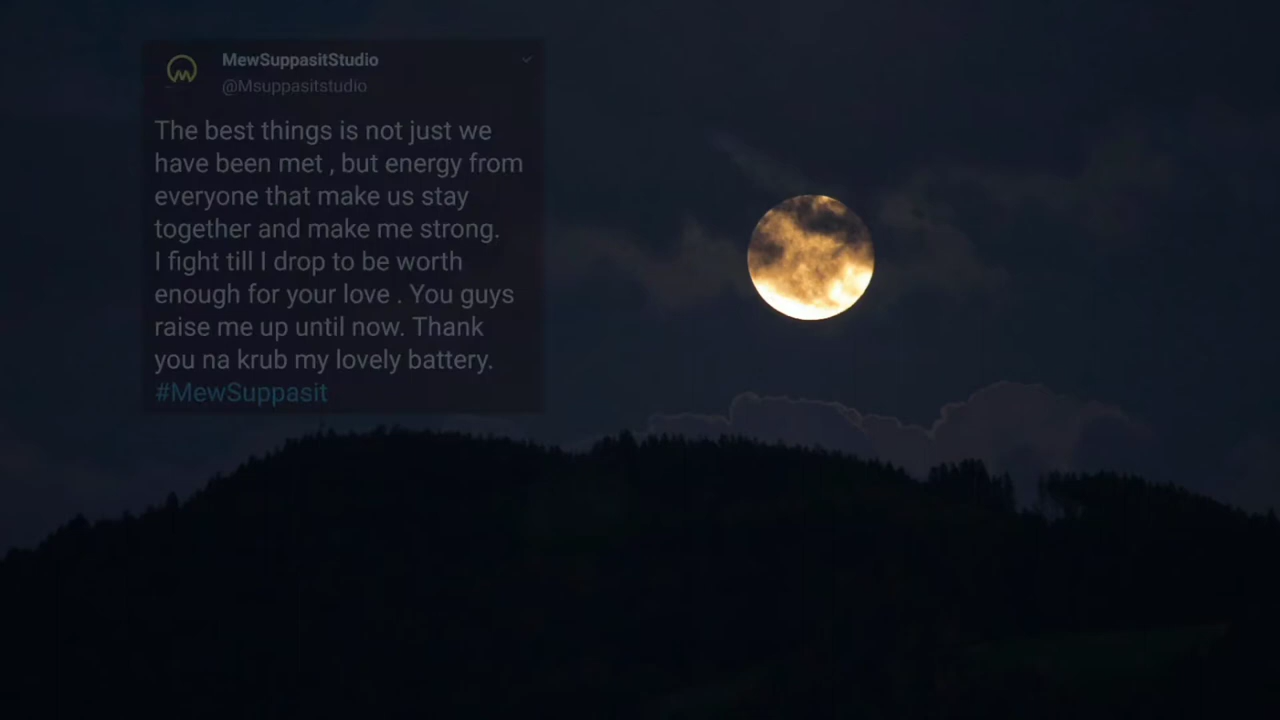 MewSuppasitStudio
@Msuppasitstudio
The best things is not just we
have been met , but energy from
everyone that make us stay
together and make me strong.
I fight till I drop to be worth
enough for your love . You guys
raise me up until now. Thank
you na krub my lovely battery.
#MewSuppasit